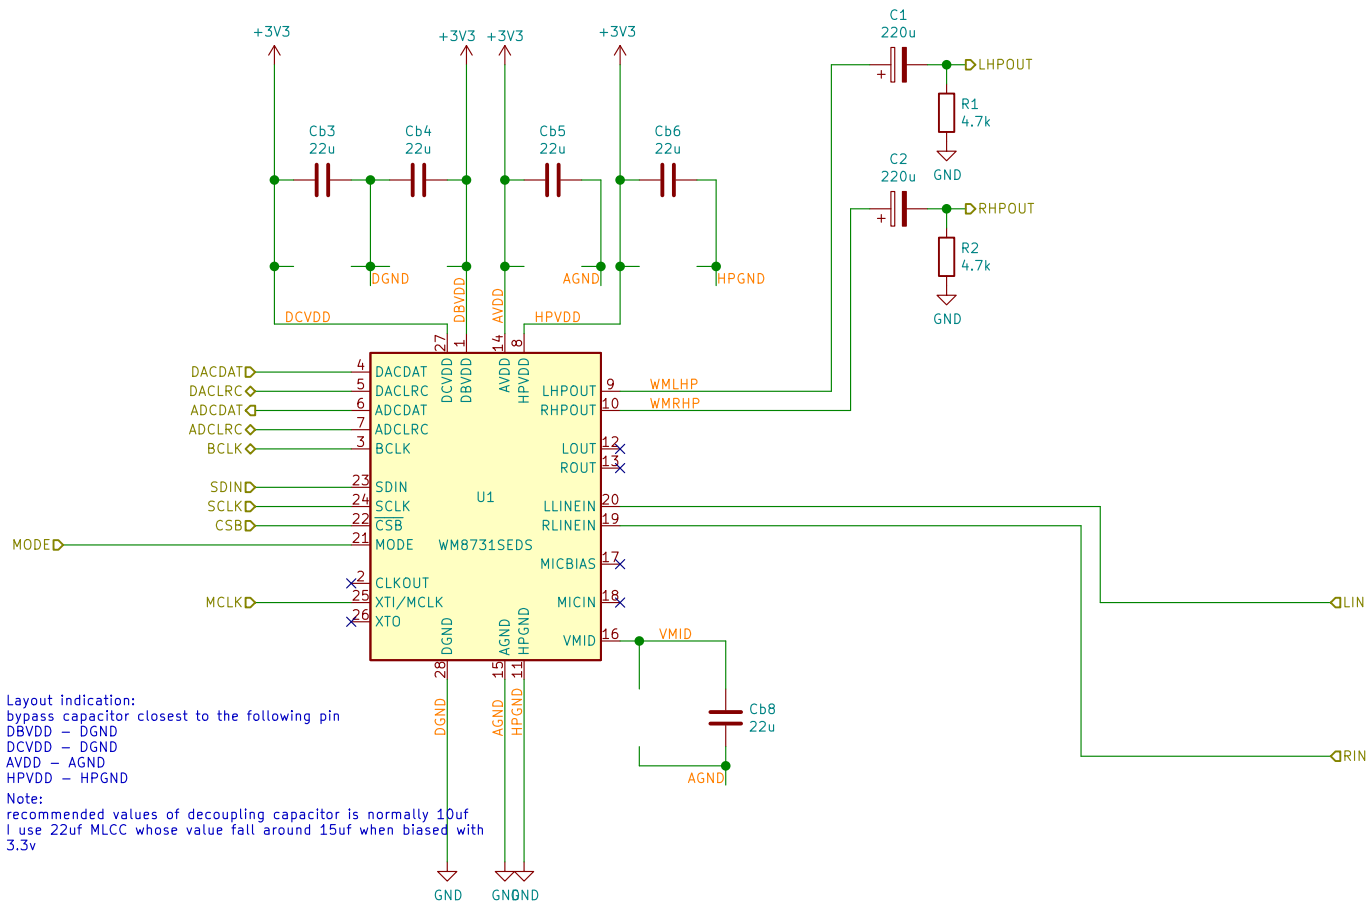 +3V3
+3V3
+3V3
+3V3
C1
220u
+
LHPOUT
R1
4.7k
GND
Cb3
22u
Cb4
22u
Cb5
22u
Cb6
22u
C2
220u
+
RHPOUT
R2
4.7k
GND
DGND
AGND
HPGND
DCVDD
DBVDD
AVDD
HPVDD
27
1
14
8
DCVDD
DBVDD
AVDD
HPVDD
DACDAT 4 DACDAT
DACLRC 5 DACLRC
ADCDAT 6 ADCDAT
ADCLRC 7 ADCLRC
BCLK 3 BCLK
SDIN 23 SDIN
SCLK 24 SCLK
CSB 22 CSB
MODE 21 MODE
2 CLKOUT
MCLK 25 XTI/MCLK
26 XTO
U1
WM8731SEDS
LHPOUT 9 WMLHP
RHPOUT 10 WMRHP
LOUT 12
ROUT 13
LLINEIN 20
RLINEIN 19
MICBIAS 17
MICIN 18
VMID 16 VMID
LIN
RIN
DGND
AGND
HPGND
28
15
11
DGND
AGND
HPGND
Cb8
22u
AGND
Layout indication:
bypass capacitor closest to the following pin
DBVDD – DGND
DCVDD – DGND
AVDD – AGND
HPVDD – HPGND
Note:
recommended values of decoupling capacitor is normally 10uf
I use 22uf MLCC whose value fall around 15uf when biased with
3.3v
GND
GND
GND